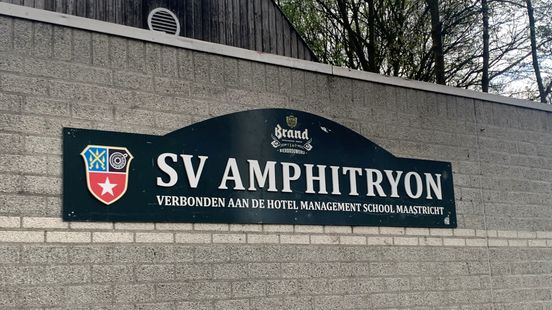 Brand
SV AMPHITRYON
VERBONDEN AAN DE HOTEL MANAGEMENT SCHOOL MAASTRICHT